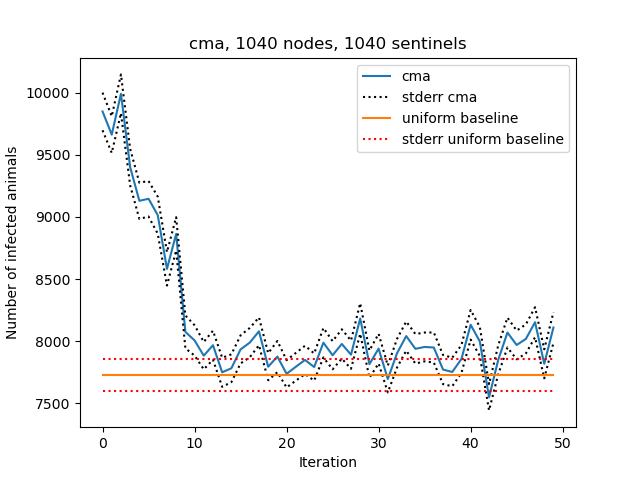 cma, 1040 nodes, 1040 sentinels
cma
stderr cma
uniform baseline
stderr uniform baseline
Number of infected animals
10000
9500
9000
8500
8000
7500
0 10 20 30 40 50
Iteration